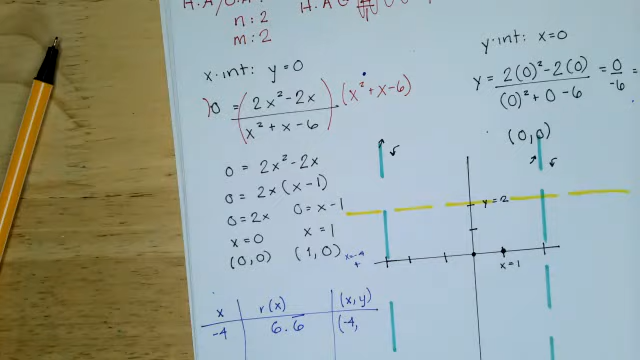 n: 2
m: 2
x-int: y=0
0 = (2x²-2x / x²+x-6) (x²+x-6)
0 = 2x²-2x
0 = 2x(x-1)
0=2x 0=x-1
x=0 x=1
(0,0) (1,0)
x r(x) (x,y)
-4 6.6̅ (-4,
y-int: x=0
y = 2(0)²-2(0) / (0)²+0-6 = 0/-6 =
(0,0)
y=2
x=-4
x=1